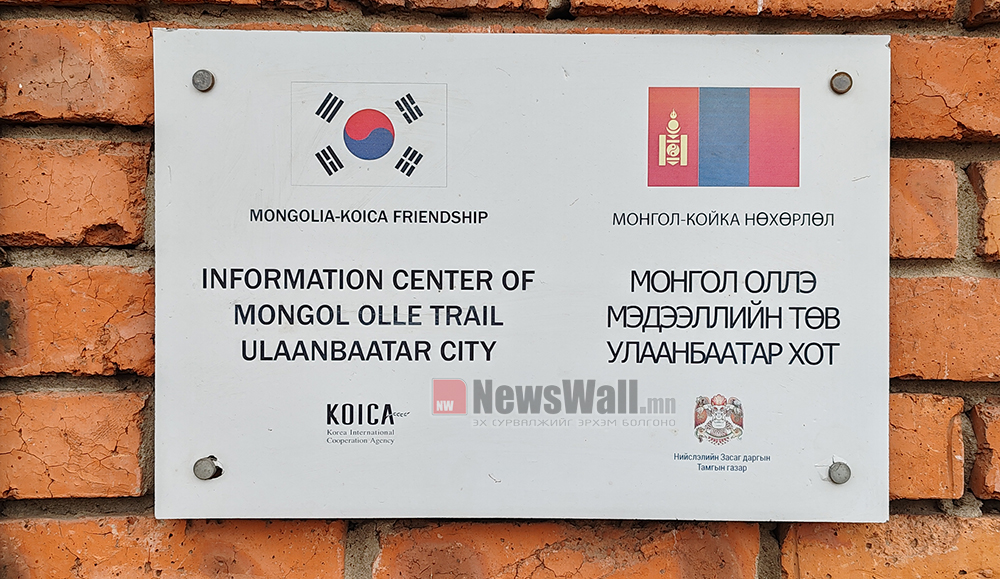 MONGOLIA-KOICA FRIENDSHIP
INFORMATION CENTER OF
MONGOL OLLE TRAIL
ULAANBAATAR CITY
KOICA
Korea International
Cooperation Agency
МОНГОЛ-КОЙКА НӨХӨРЛӨЛ
МОНГОЛ ОЛЛЭ
МЭДЭЭЛЛИЙН ТӨВ
УЛААНБААТАР ХОТ
Нийслэлийн Засаг даргын
Тамгын газар
NW NewsWall.mn
ЭХ СУРВАЛЖИЙГ ЭРХЭМ БОЛГОНО